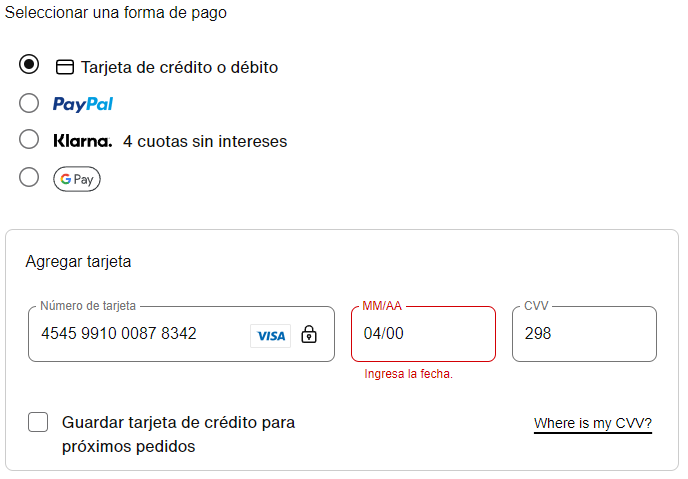 Seleccionar una forma de pago
Tarjeta de crédito o débito
PayPal
Klarna. 4 cuotas sin intereses
G Pay
Agregar tarjeta
Número de tarjeta MM/AA CVV
4545 9910 0087 8342 VISA 04/00 298
Ingresa la fecha.
Guardar tarjeta de crédito para Where is my CVV?
próximos pedidos